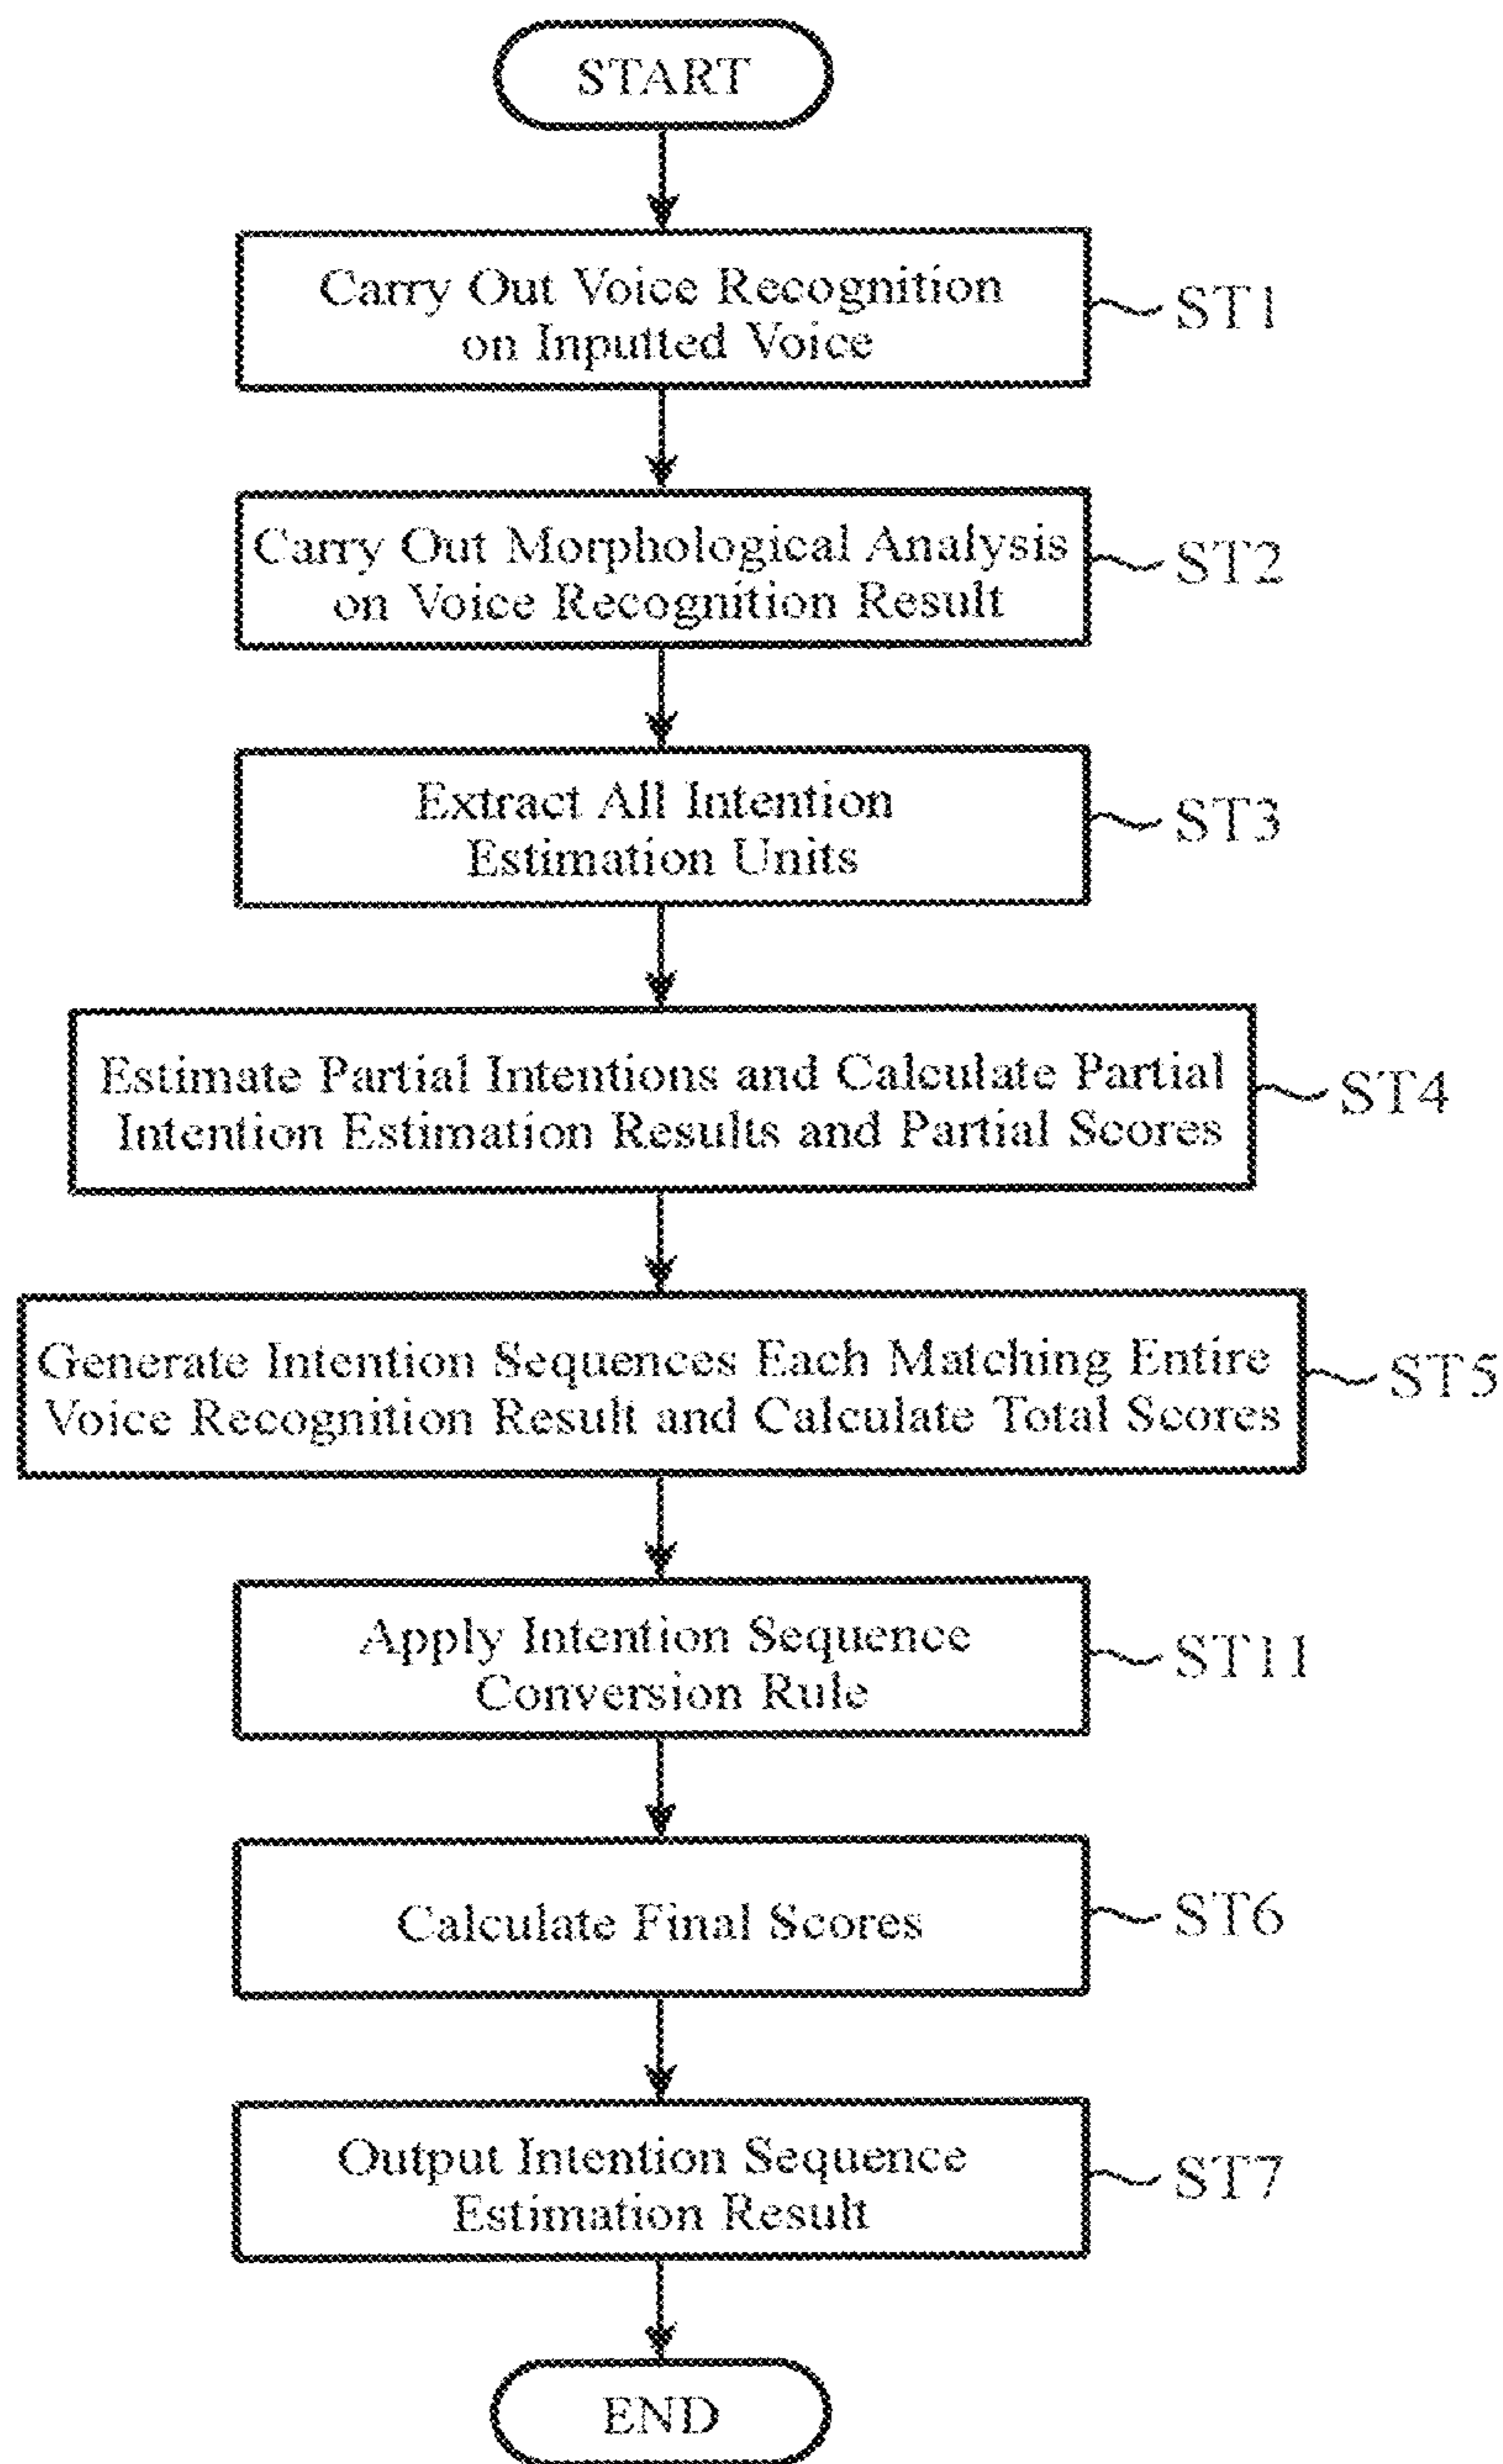 START
Carry Out Voice Recognition
on Inputted Voice
ST1
Carry Out Morphological Analysis
on Voice Recognition Result
ST2
Extract All Intention
Estimation Units
ST3
Estimate Partial Intentions and Calculate Partial
Intention Estimation Results and Partial Scores
ST4
Generate Intention Sequences Each Matching Entire
Voice Recognition Result and Calculate Total Scores
ST5
Apply Intention Sequence
Conversion Rule
ST11
Calculate Final Scores
ST6
Output Intention Sequence
Estimation Result
ST7
END